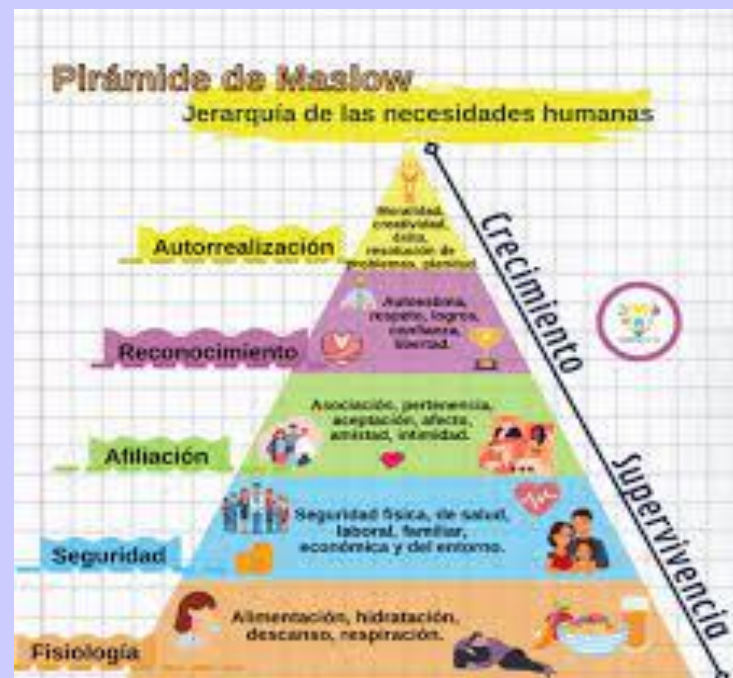 Pirámide de Maslow
Jerarquía de las necesidades humanas
Moralidad,
creatividad,
éxito,
resolución de
problemas, plenitud.
Autorrealización
Crecimiento
Autoestima,
respeto, logros,
confianza,
libertad.
Reconocimiento
Asociación, pertenencia,
aceptación, afecto,
amistad, intimidad.
Afiliación
Supervivencia
Seguridad física, de salud,
laboral, familiar,
económica y del entorno.
Seguridad
Alimentación, hidratación,
descanso, respiración.
Fisiología